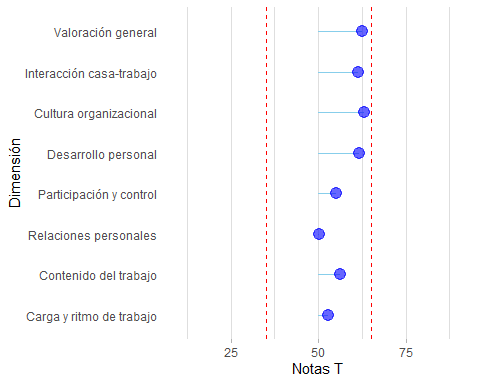 Valoración general
Interacción casa-trabajo
Cultura organizacional
Desarrollo personal
Participación y control
Relaciones personales
Contenido del trabajo
Carga y ritmo de trabajo
Dimensión
25
50
75
Notas T